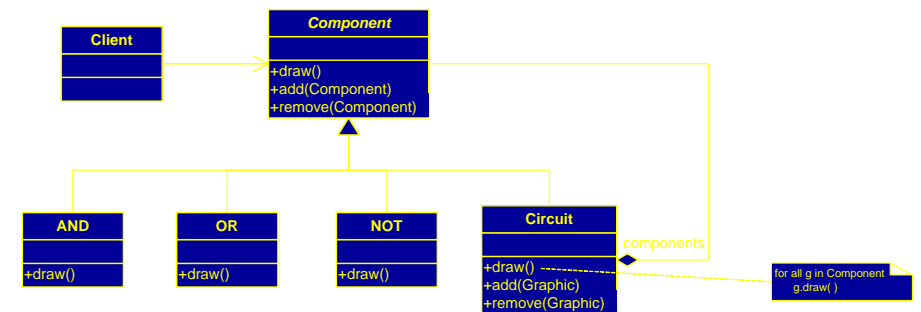 Component
Client
+draw()
+add(Component)
+remove(Component)
AND
OR
NOT
Circuit
components
+draw()
+draw()
+draw()
+draw()
+add(Graphic)
+remove(Graphic)
for all g in Component
g.draw( )